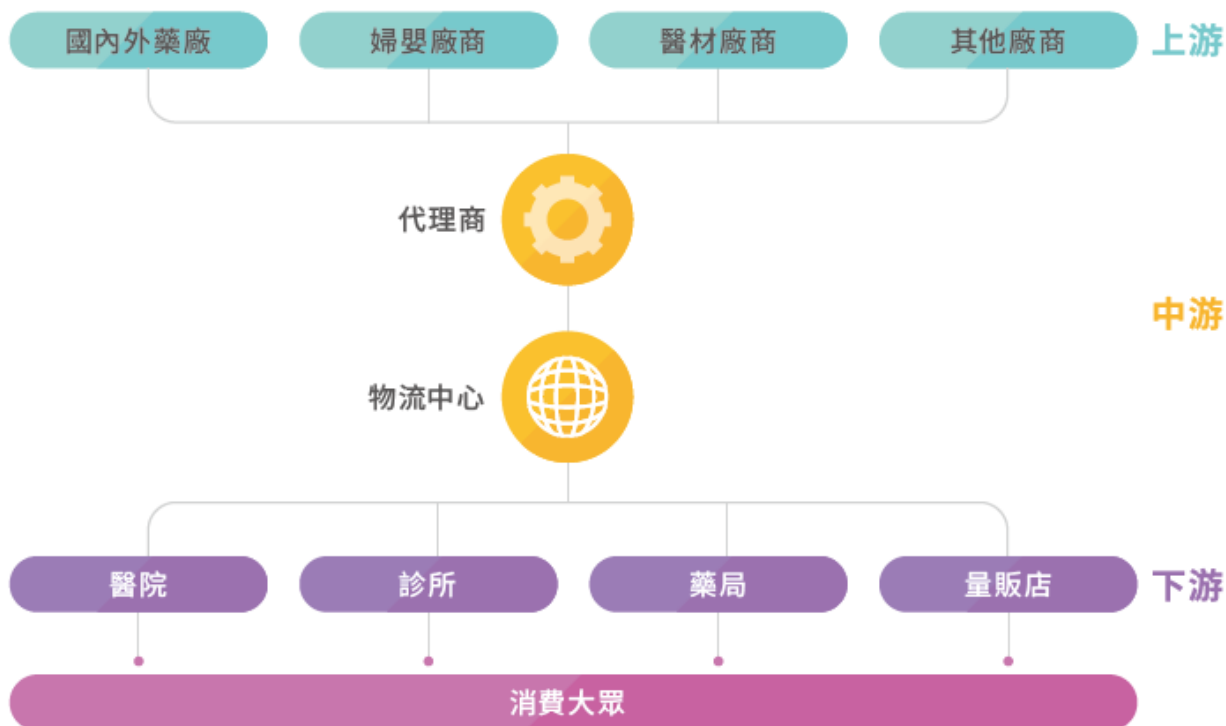 國內外藥廠
婦嬰廠商
醫材廠商
其他廠商
上游
代理商
中游
物流中心
醫院
診所
藥局
量販店
下游
消費大眾